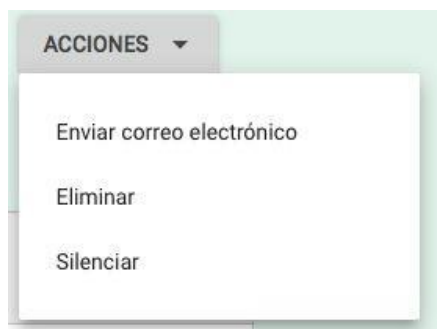 ACCIONES
Enviar correo electrónico
Eliminar
Silenciar